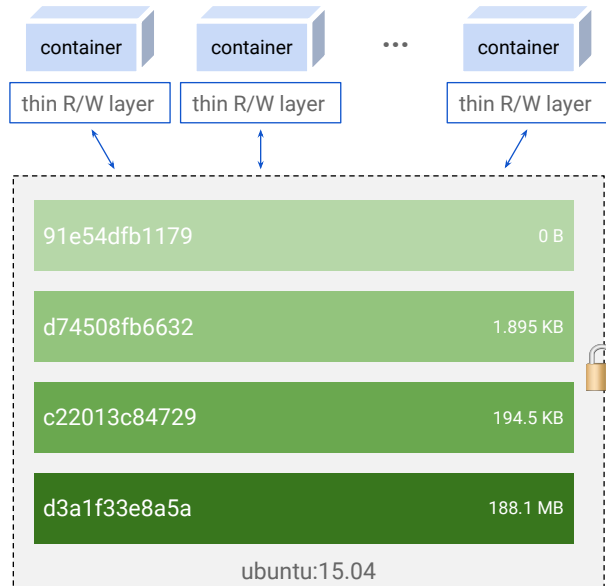 container container ... container
thin R/W layer thin R/W layer thin R/W layer
91e54dfb1179 0 B
d74508fb6632 1.895 KB
c22013c84729 194.5 KB
d3a1f33e8a5a 188.1 MB
ubuntu:15.04